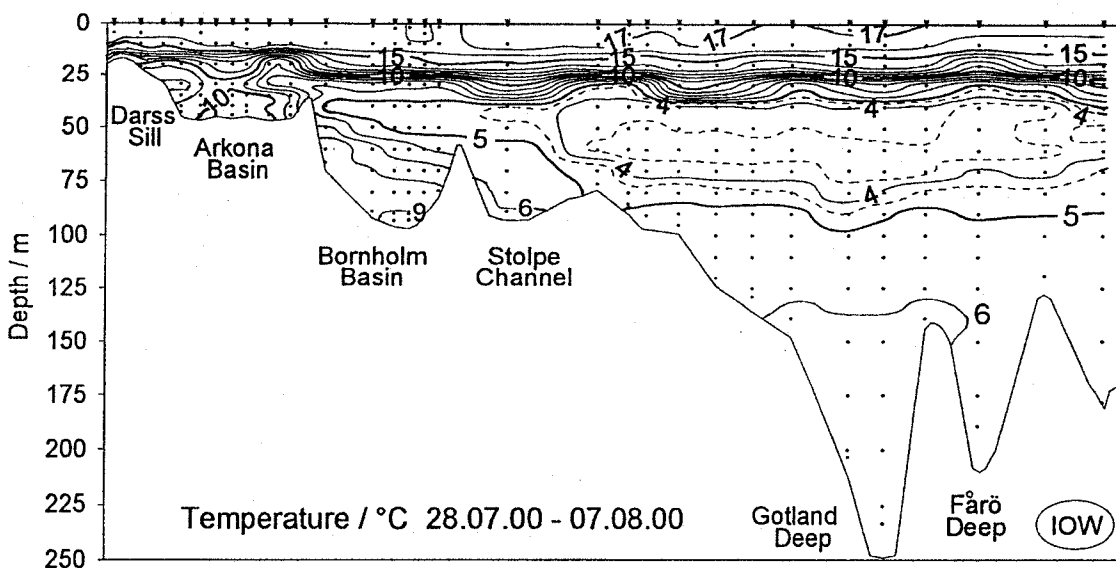 0
25
50
75
100
125
150
175
200
225
250
Depth / m
17
17
17
15
15
15
15
10
10
10
10
10
4
4
4
5
4
4
5
9
6
6
Darss
Sill
Arkona
Basin
Bornholm
Basin
Stolpe
Channel
Gotland
Deep
Fårö
Deep
Temperature / °C 28.07.00 - 07.08.00
IOW